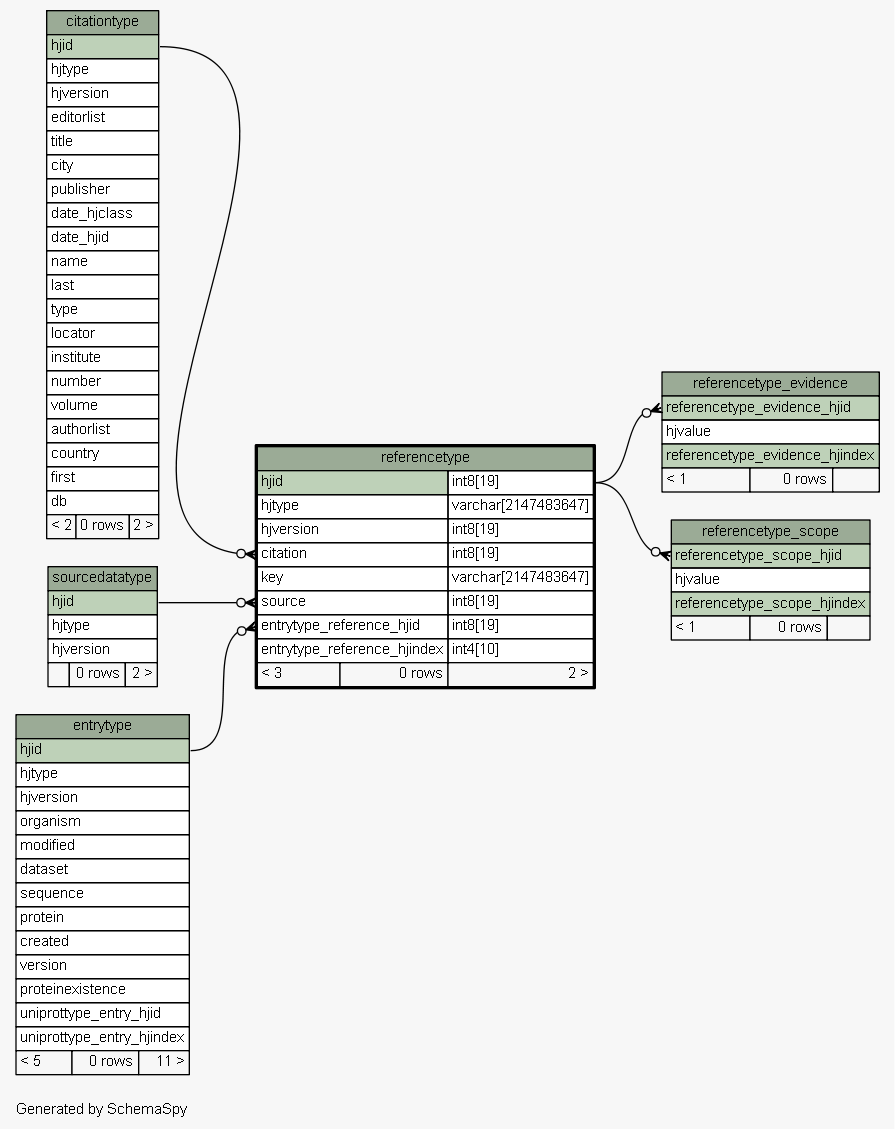 citationtype
hjid
hjtype
hjversion
editorlist
title
city
publisher
date_hjclass
date_hjid
name
last
type
locator
institute
number
volume
authorlist
country
first
db
< 2 0 rows 2 >
sourcedatatype
hjid
hjtype
hjversion
0 rows 2 >
entrytype
hjid
hjtype
hjversion
organism
modified
dataset
sequence
protein
created
version
proteinexistence
uniprottype_entry_hjid
uniprottype_entry_hjindex
< 5 0 rows 11 >
referencetype
hjid int8[19]
hjtype varchar[2147483647]
hjversion int8[19]
citation int8[19]
key varchar[2147483647]
source int8[19]
entrytype_reference_hjid int8[19]
entrytype_reference_hjindex int4[10]
< 3 0 rows 2 >
referencetype_evidence
referencetype_evidence_hjid
hjvalue
referencetype_evidence_hjindex
< 1 0 rows
referencetype_scope
referencetype_scope_hjid
hjvalue
referencetype_scope_hjindex
< 1 0 rows
Generated by SchemaSpy